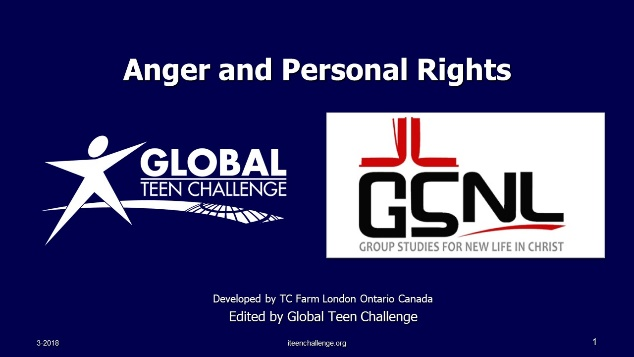 Anger and Personal Rights
GLOBAL
TEEN CHALLENGE
GSNL
GROUP STUDIES FOR NEW LIFE IN CHRIST
Developed by TC Farm London Ontario Canada
Edited by Global Teen Challenge
3-2018
iteenchallenge.org
1